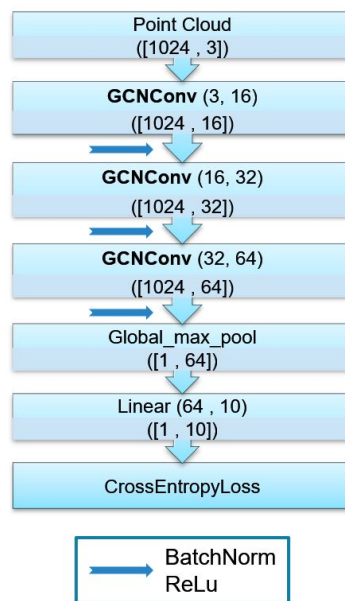 Point Cloud
([1024 , 3])
GCNConv (3, 16)
([1024 , 16])
GCNConv (16, 32)
([1024 , 32])
GCNConv (32, 64)
([1024 , 64])
Global_max_pool
([1 , 64])
Linear (64 , 10)
([1 , 10])
CrossEntropyLoss
BatchNorm
ReLu